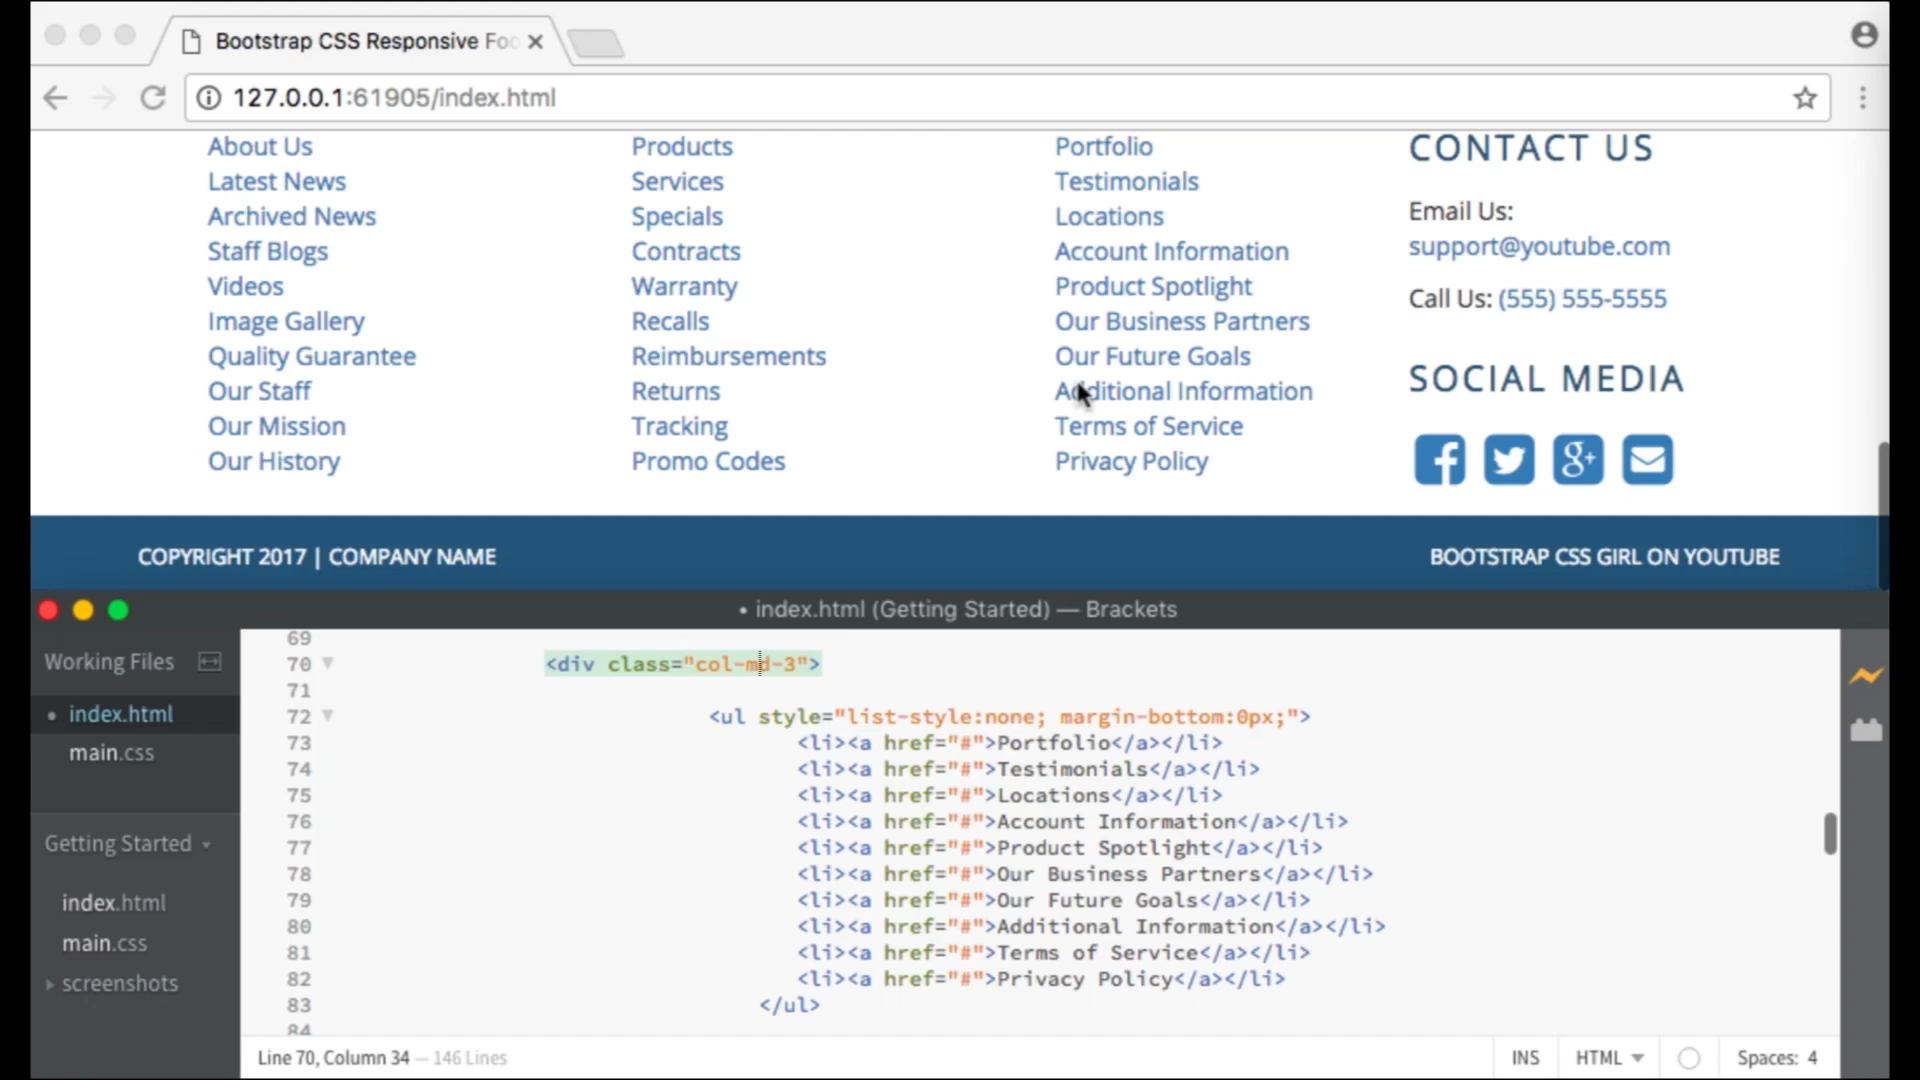 Bootstrap CSS Responsive Foo
127.0.0.1:61905/index.html
About Us
Latest News
Archived News
Staff Blogs
Videos
Image Gallery
Quality Guarantee
Our Staff
Our Mission
Our History
Products
Services
Specials
Contracts
Warranty
Recalls
Reimbursements
Returns
Tracking
Promo Codes
Portfolio
Testimonials
Locations
Account Information
Product Spotlight
Our Business Partners
Our Future Goals
Additional Information
Terms of Service
Privacy Policy
CONTACT US
Email Us:
support@youtube.com
Call Us: (555) 555-5555
SOCIAL MEDIA
COPYRIGHT 2017 | COMPANY NAME
BOOTSTRAP CSS GIRL ON YOUTUBE
• index.html (Getting Started) — Brackets
Working Files
• index.html
main.css
Getting Started
index.html
main.css
screenshots
69
70 <div class="col-md-3">
71
72 <ul style="list-style:none; margin-bottom:0px;">
73 <li><a href="#">Portfolio</a></li>
74 <li><a href="#">Testimonials</a></li>
75 <li><a href="#">Locations</a></li>
76 <li><a href="#">Account Information</a></li>
77 <li><a href="#">Product Spotlight</a></li>
78 <li><a href="#">Our Business Partners</a></li>
79 <li><a href="#">Our Future Goals</a></li>
80 <li><a href="#">Additional Information</a></li>
81 <li><a href="#">Terms of Service</a></li>
82 <li><a href="#">Privacy Policy</a></li>
83 </ul>
84
Line 70, Column 34 — 146 Lines
INS
HTML
Spaces: 4